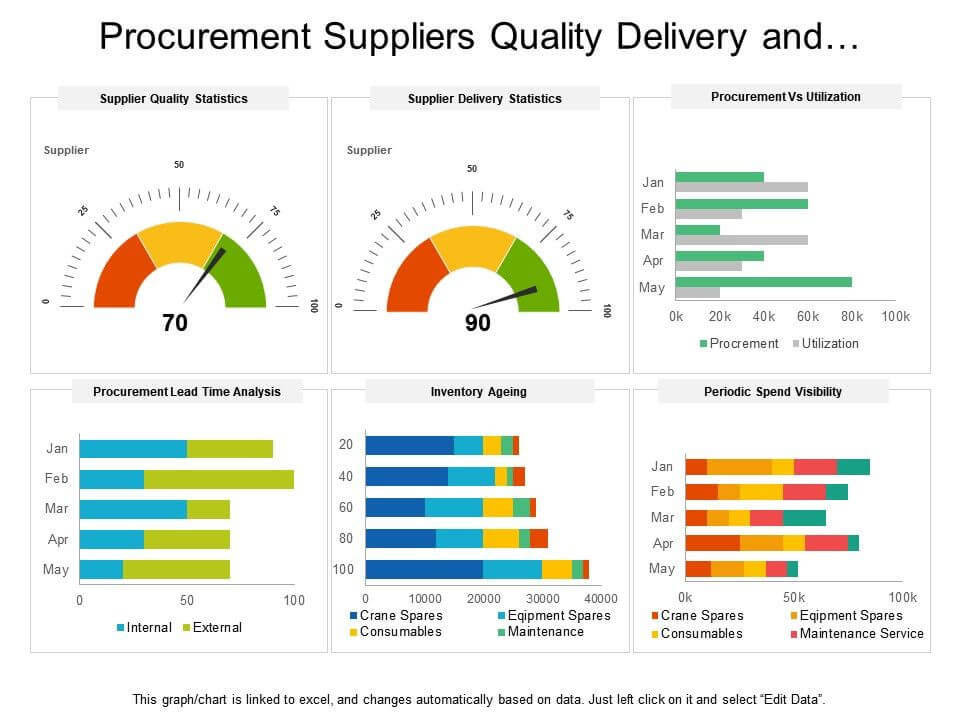 Procurement Suppliers Quality Delivery and…
Supplier Quality Statistics
Supplier
0
25
50
75
100
70
Supplier Delivery Statistics
Supplier
0
25
50
75
100
90
Procurement Vs Utilization
Jan
Feb
Mar
Apr
May
0k 20k 40k 60k 80k 100k
Procrement Utilization
Procurement Lead Time Analysis
Jan
Feb
Mar
Apr
May
0 50 100
Internal External
Inventory Ageing
20
40
60
80
100
0 10000 20000 30000 40000
Crane Spares Eqipment Spares
Consumables Maintenance
Periodic Spend Visibility
Jan
Feb
Mar
Apr
May
0k 50k 100k
Crane Spares Eqipment Spares
Consumables Maintenance Service
This graph/chart is linked to excel, and changes automatically based on data. Just left click on it and select “Edit Data”.